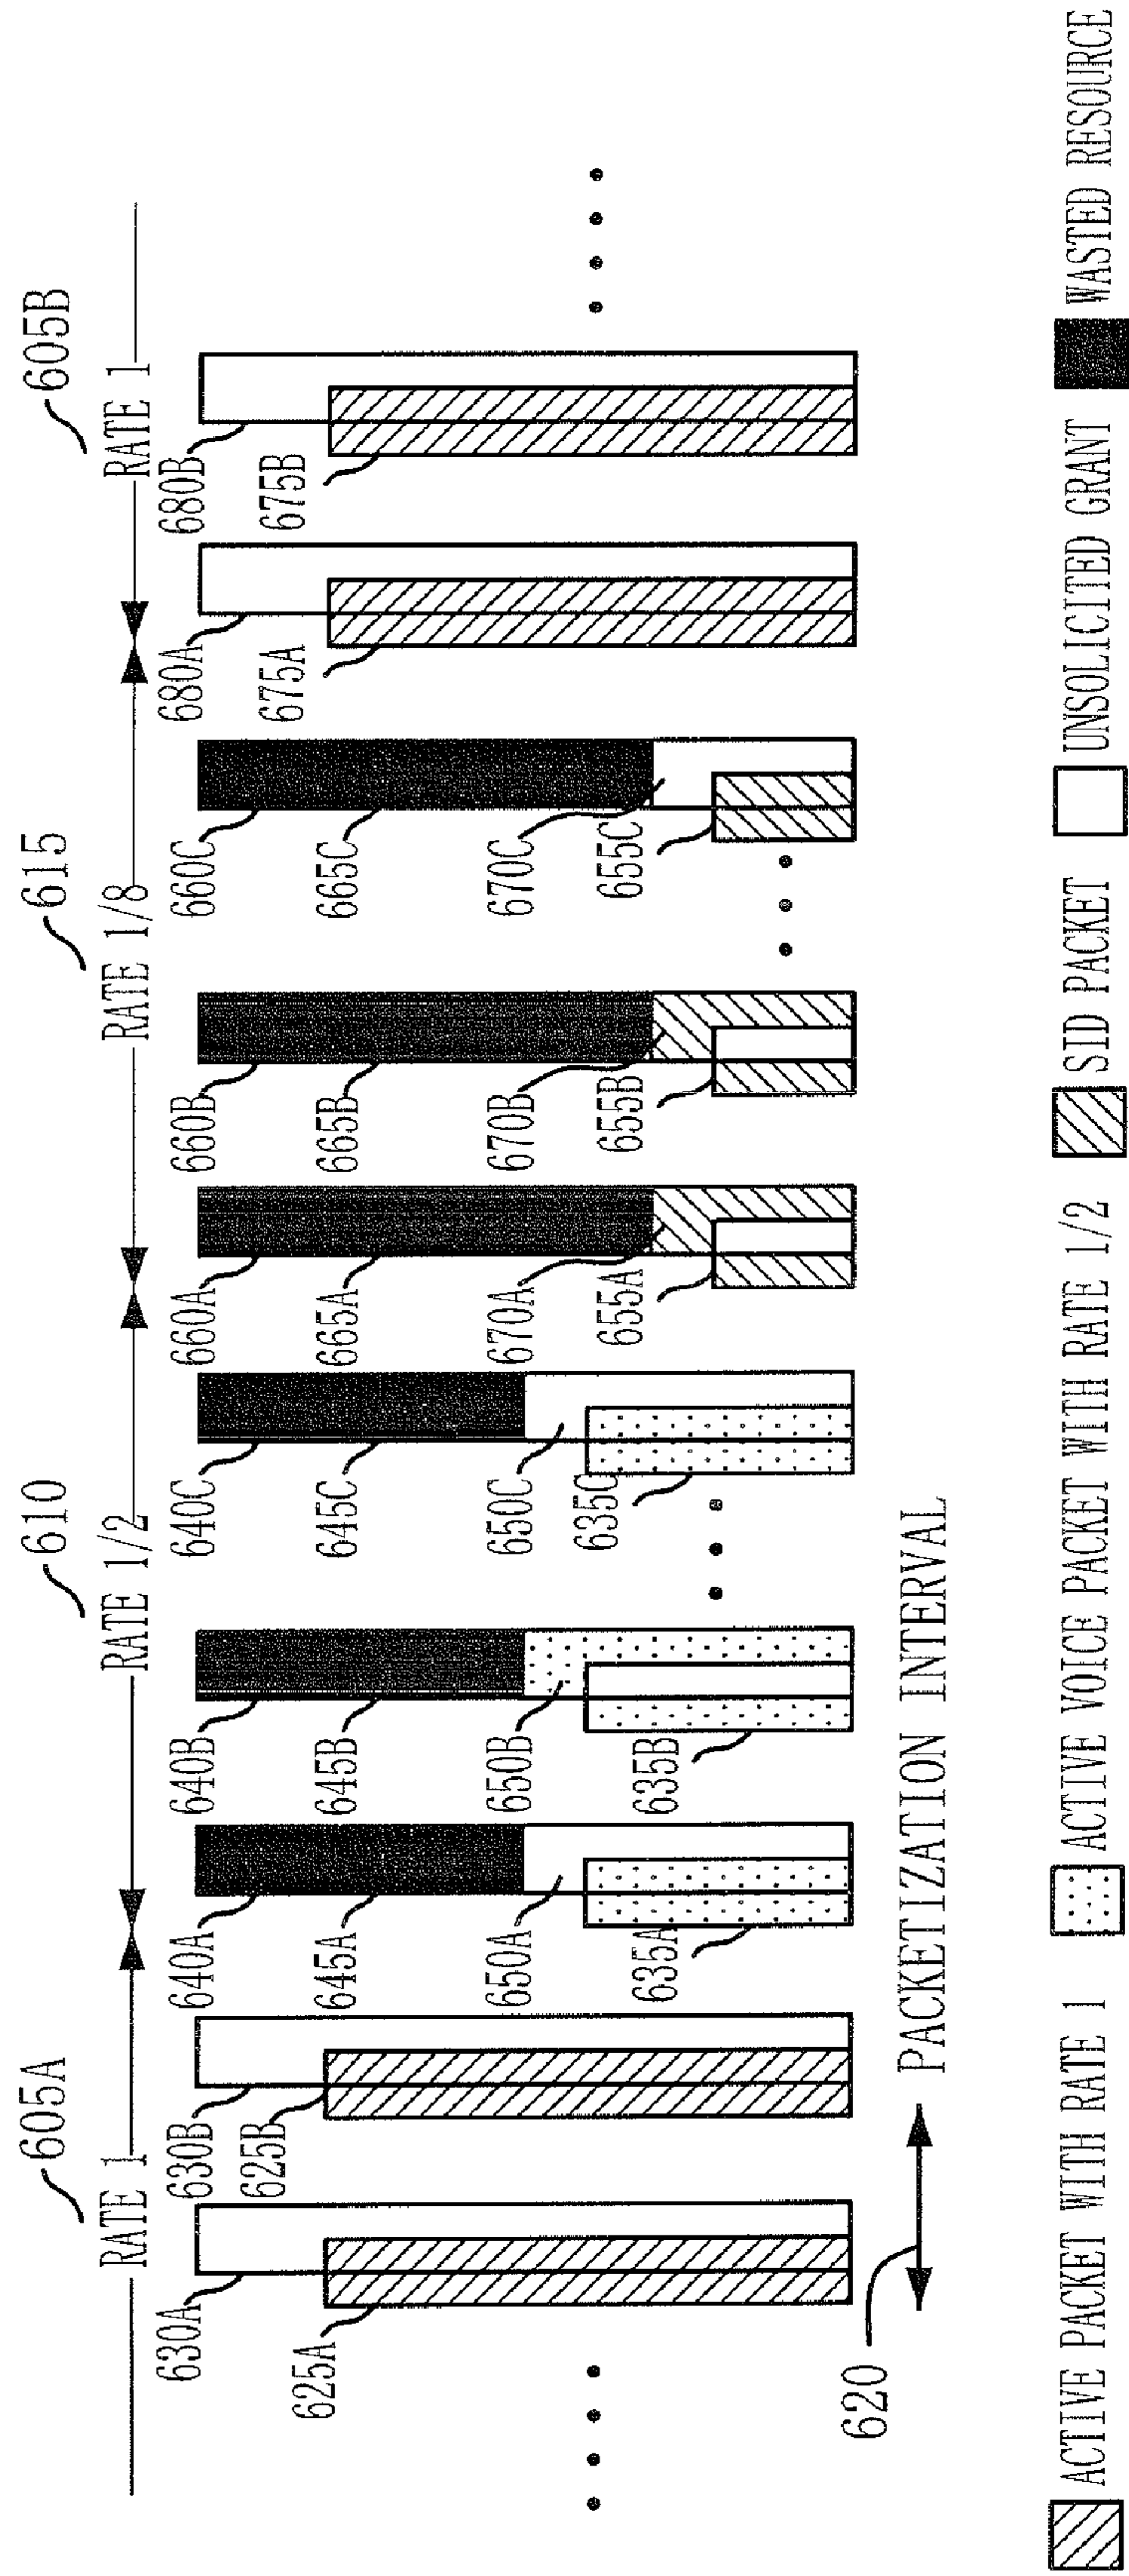 605A
610
615
605B
RATE 1
RATE 1/2
RATE 1/8
RATE 1
630A
625A
630B
625B
640A
645A
650A
635A
640B
645B
650B
635B
640C
645C
650C
635C
660A
665A
670A
655A
660B
665B
670B
655B
660C
665C
670C
655C
680A
675A
680B
675B
620
PACKETIZATION INTERVAL
ACTIVE PACKET WITH RATE 1
ACTIVE VOICE PACKET WITH RATE 1/2
SID PACKET
UNSOLICITED GRANT
WASTED RESOURCE